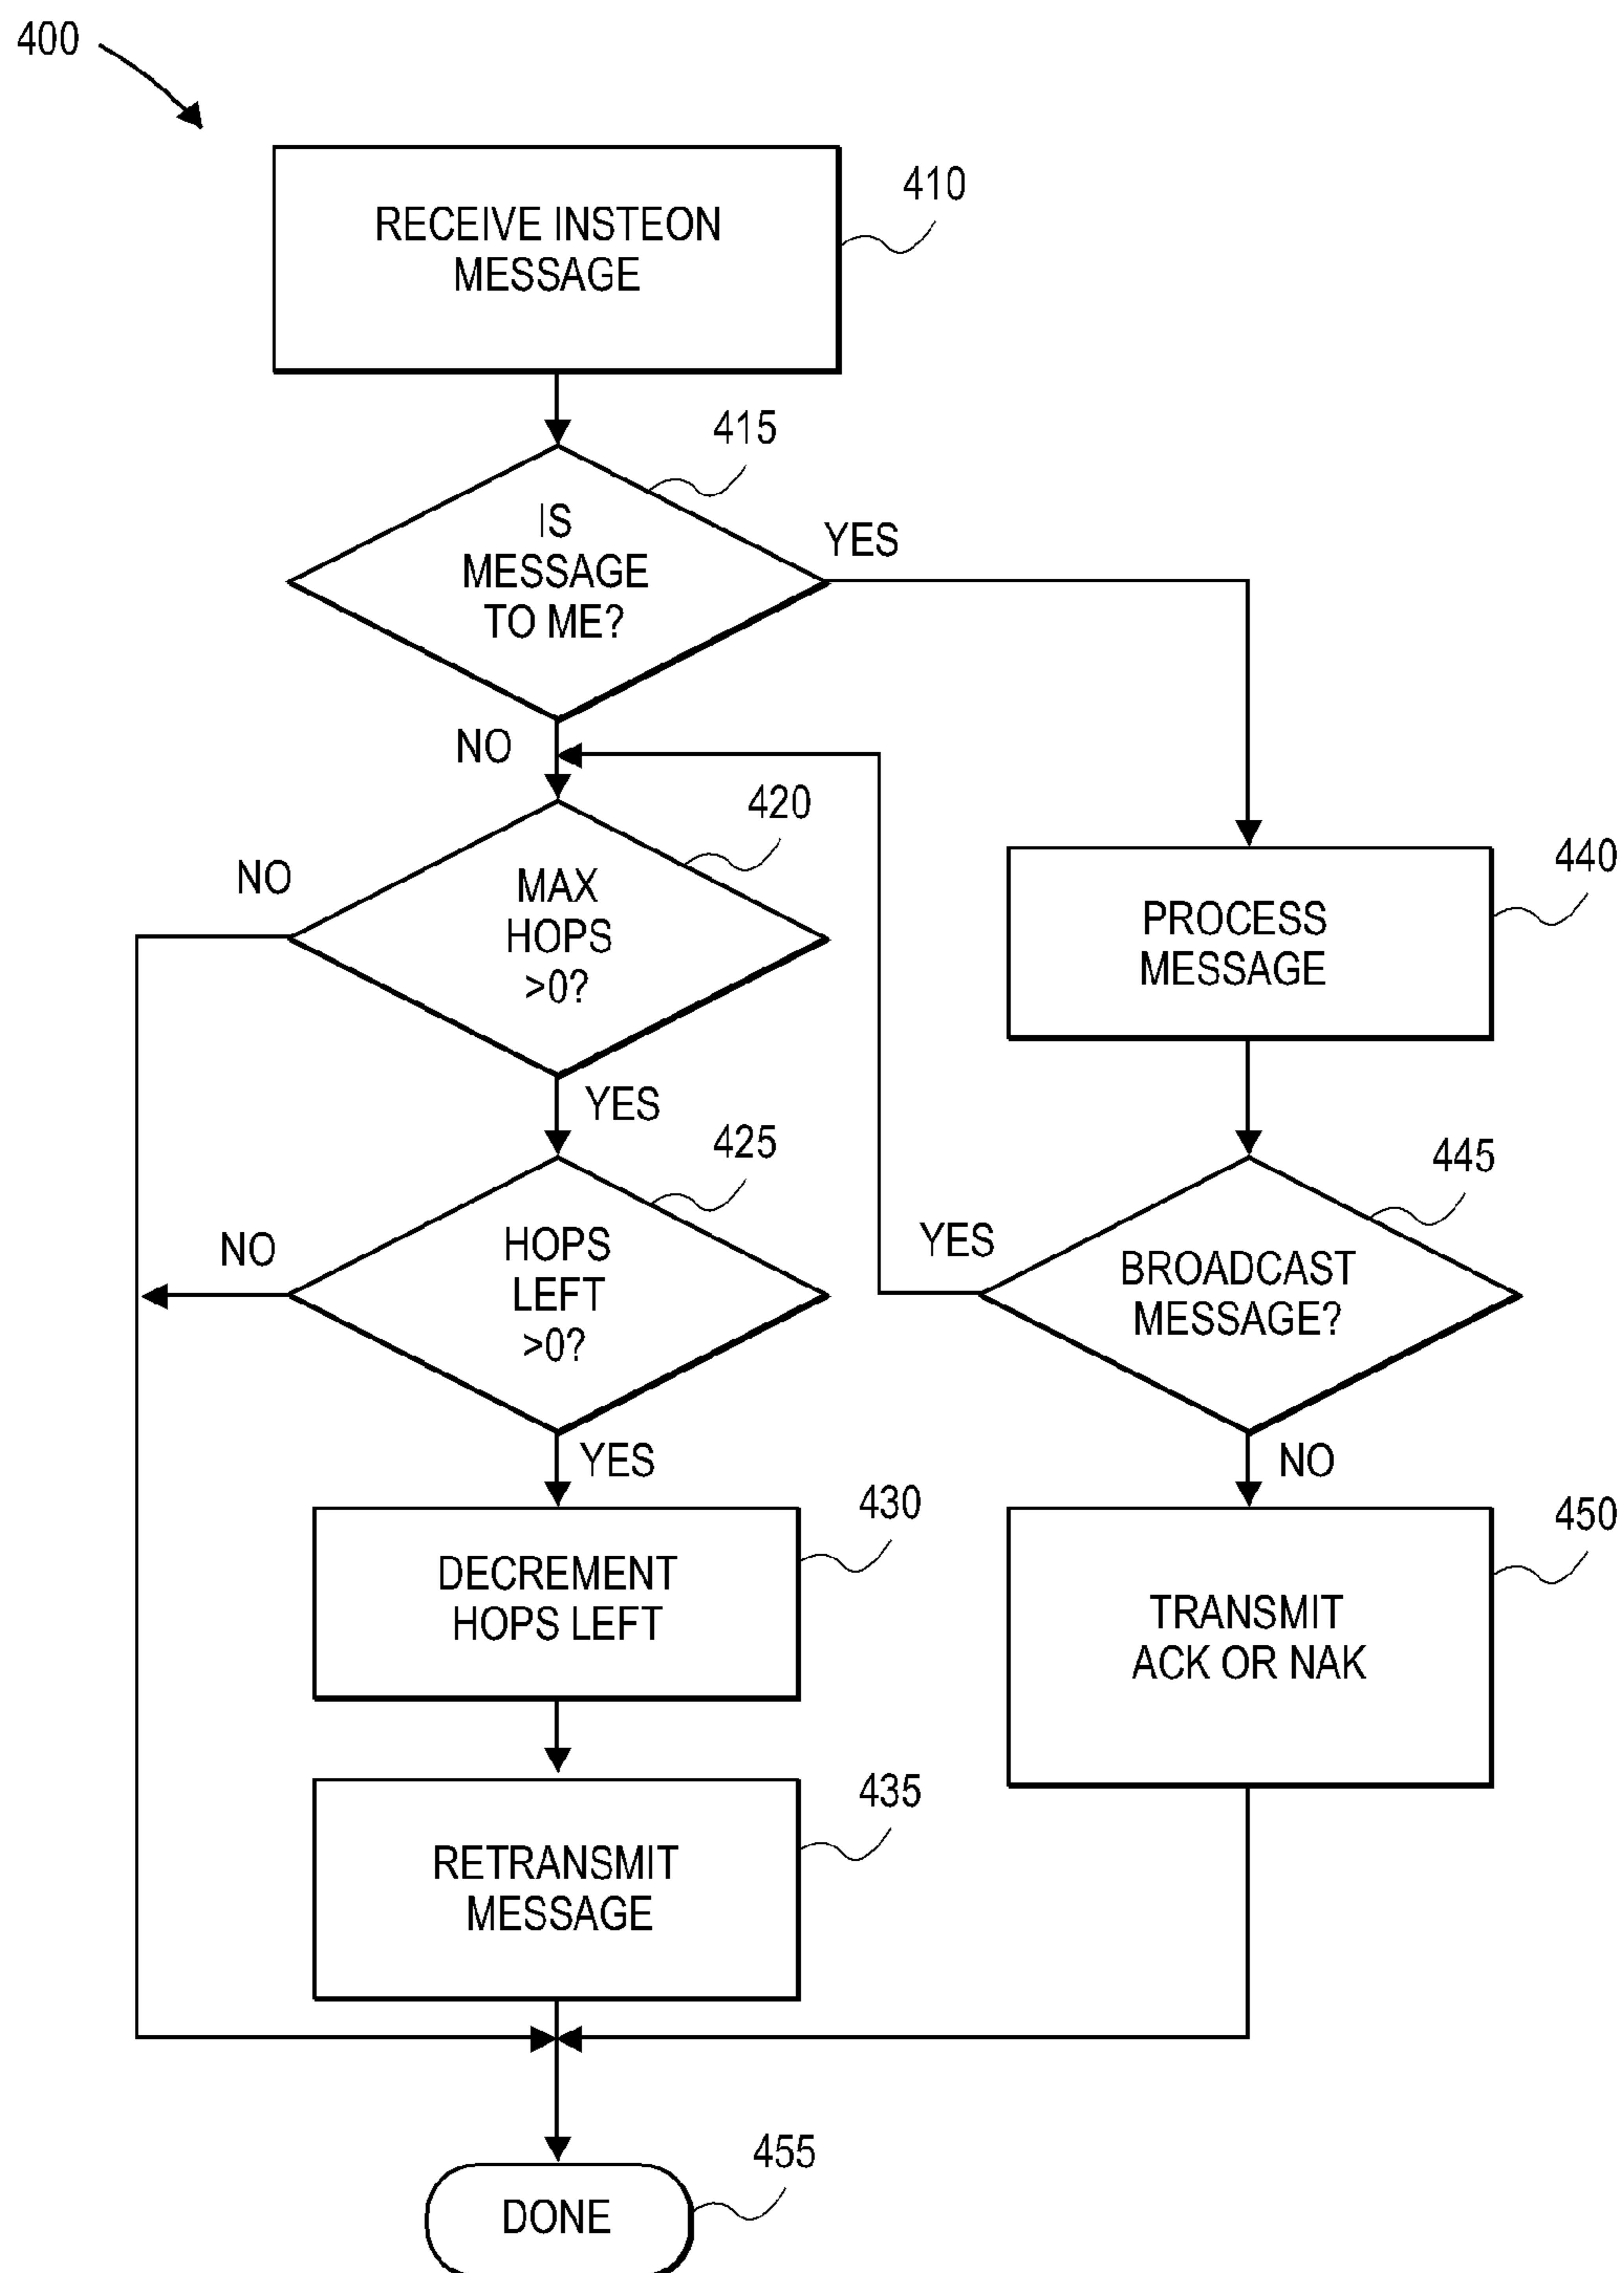 400
RECEIVE INSTEON
MESSAGE
410
415
IS
MESSAGE
TO ME?
YES
NO
420
MAX
HOPS
>0?
NO
YES
440
PROCESS
MESSAGE
425
HOPS
LEFT
>0?
NO
YES
445
BROADCAST
MESSAGE?
YES
NO
430
DECREMENT
HOPS LEFT
450
TRANSMIT
ACK OR NAK
435
RETRANSMIT
MESSAGE
455
DONE